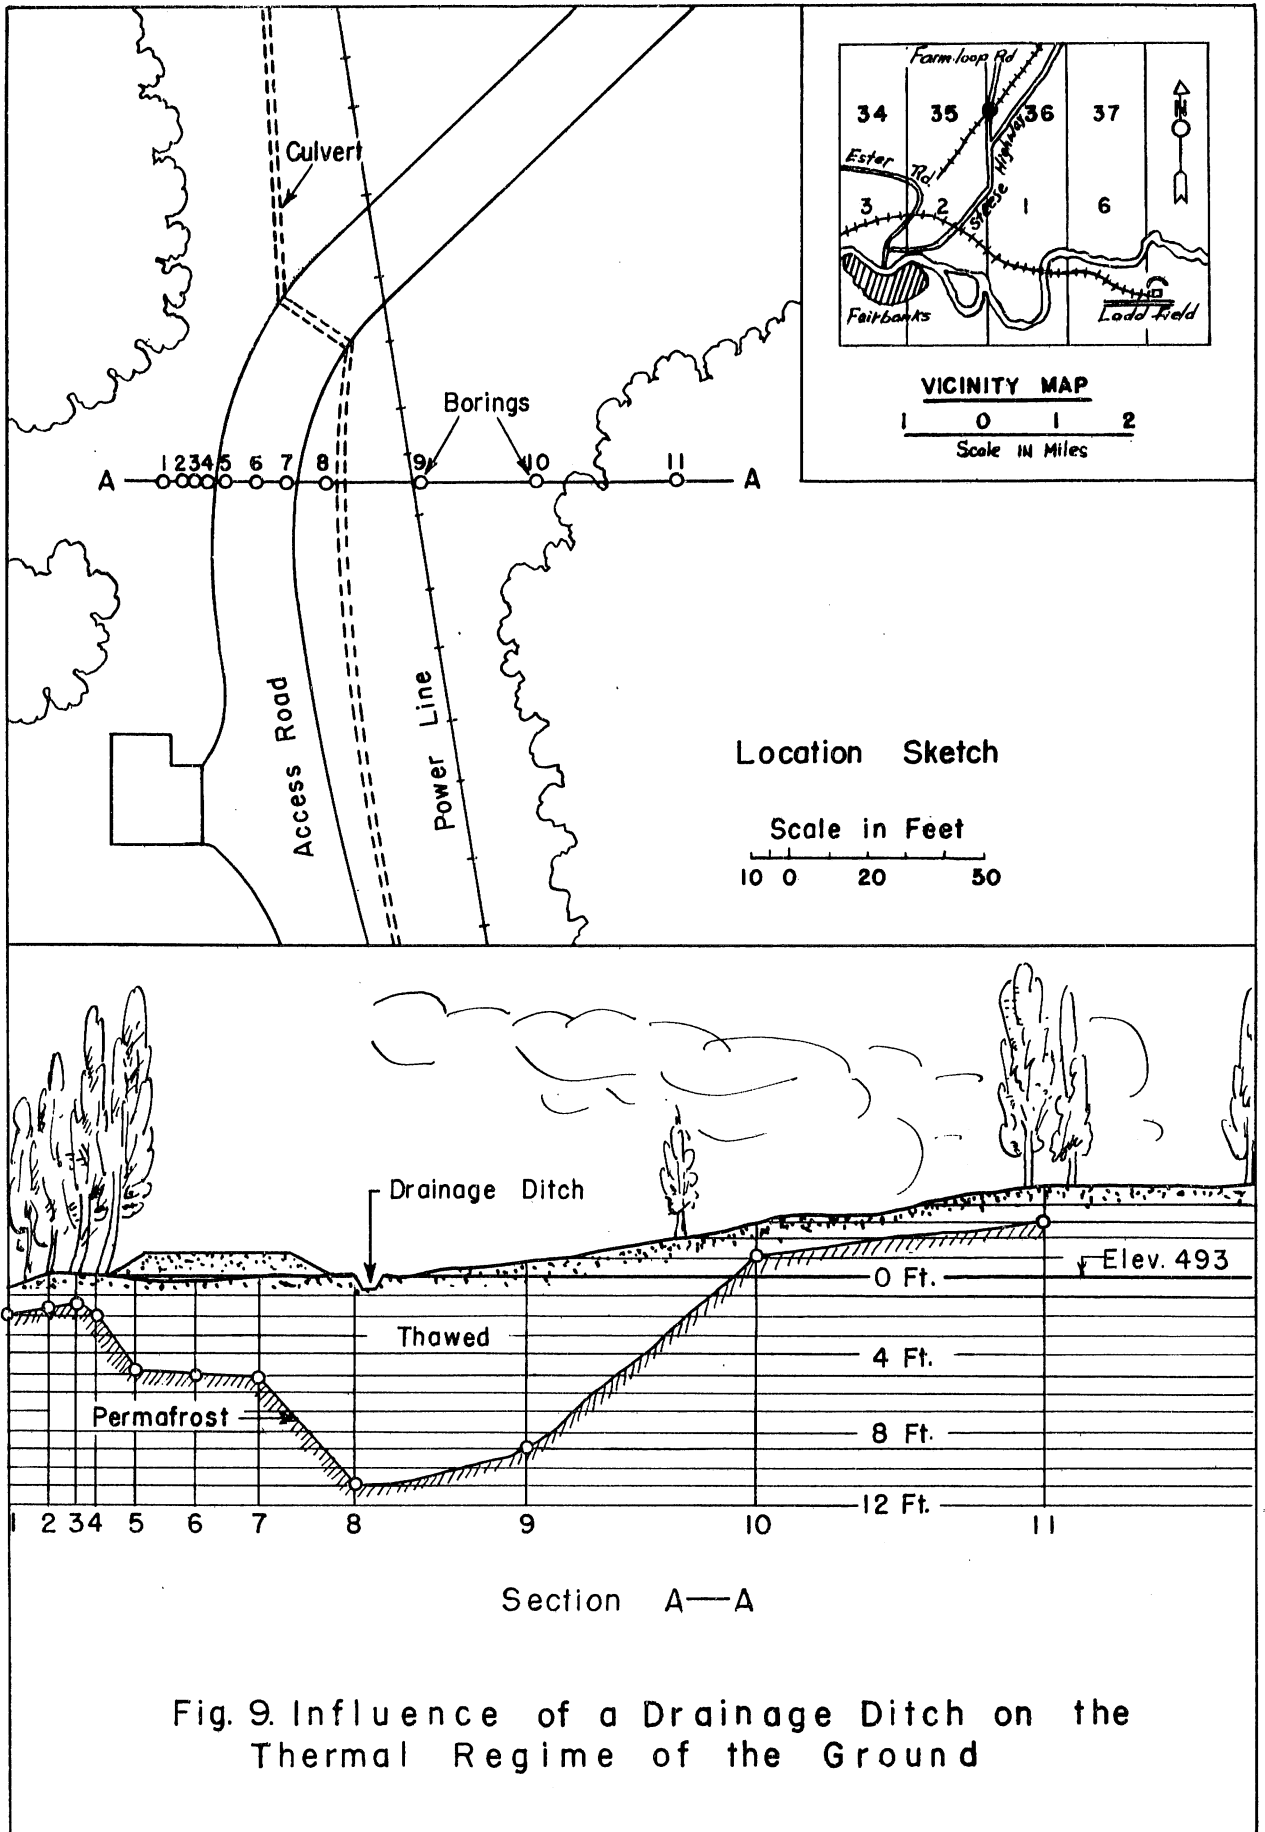 Culvert
Borings
A 1 2 3 4 5 6 7 8 9 10 11 A
Access Road
Power Line
Location Sketch
Scale in Feet
10 0 20 50
Farm loop Rd
34 35 36 37
N
Ester Rd.
Steese Highway
3 2 1 6
Fairbanks
Ladd Field
VICINITY MAP
1 0 1 2
Scale IN Miles
Drainage Ditch
Elev. 493
0 Ft.
Thawed
4 Ft.
Permafrost
8 Ft.
12 Ft.
1 2 3 4 5 6 7 8 9 10 11
Section A—A
Fig. 9. Influence of a Drainage Ditch on the
Thermal Regime of the Ground